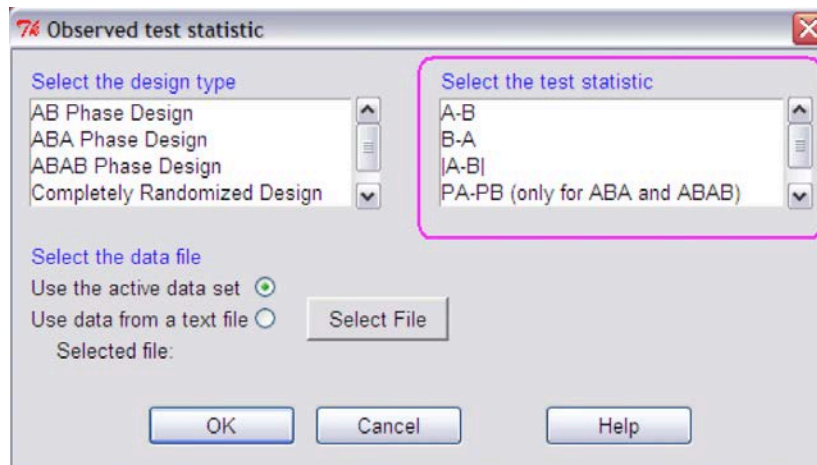 7% Observed test statistic
Select the design type
AB Phase Design
ABA Phase Design
ABAB Phase Design
Completely Randomized Design
Select the test statistic
A-B
B-A
|A-B|
PA-PB (only for ABA and ABAB)
Select the data file
Use the active data set
Use data from a text file
Select File
Selected file:
OK
Cancel
Help